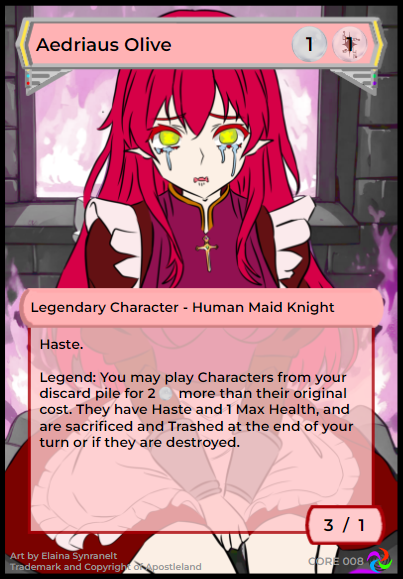 Aedriaus Olive
1
Legendary Character - Human Maid Knight
Haste.
Legend: You may play Characters from your
discard pile for 2 more than their original
cost. They have Haste and 1 Max Health, and
are sacrificed and Trashed at the end of your
turn or if they are destroyed.
3 / 1
Art by Elaina Synranelt
Trademark and Copyright of Apostleland
CORE 008